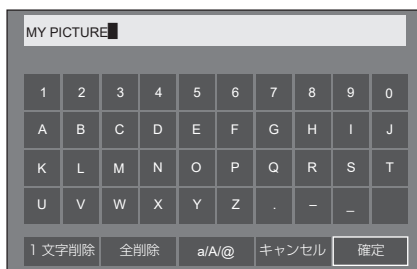 MY PICTURE
1 2 3 4 5 6 7 8 9 0
A B C D E F G H I J
K L M N O P Q R S T
U V W X Y Z . – _
1 文字削除 全削除 a/A/@ キャンセル 確定